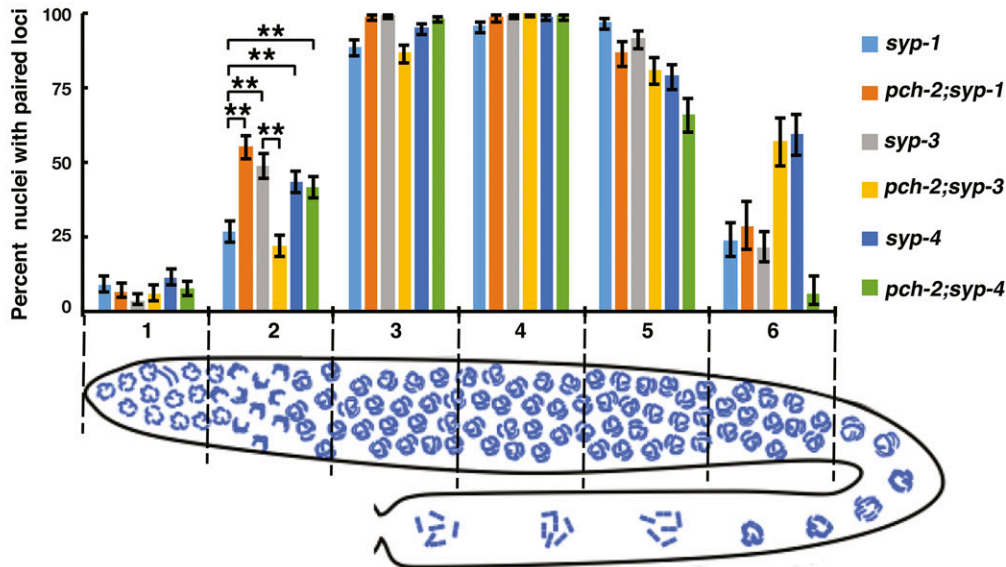 Percent nuclei with paired loci
100
75
50
25
0
**
**
**
**
**
1 2 3 4 5 6
syp-1
pch-2;syp-1
syp-3
pch-2;syp-3
syp-4
pch-2;syp-4